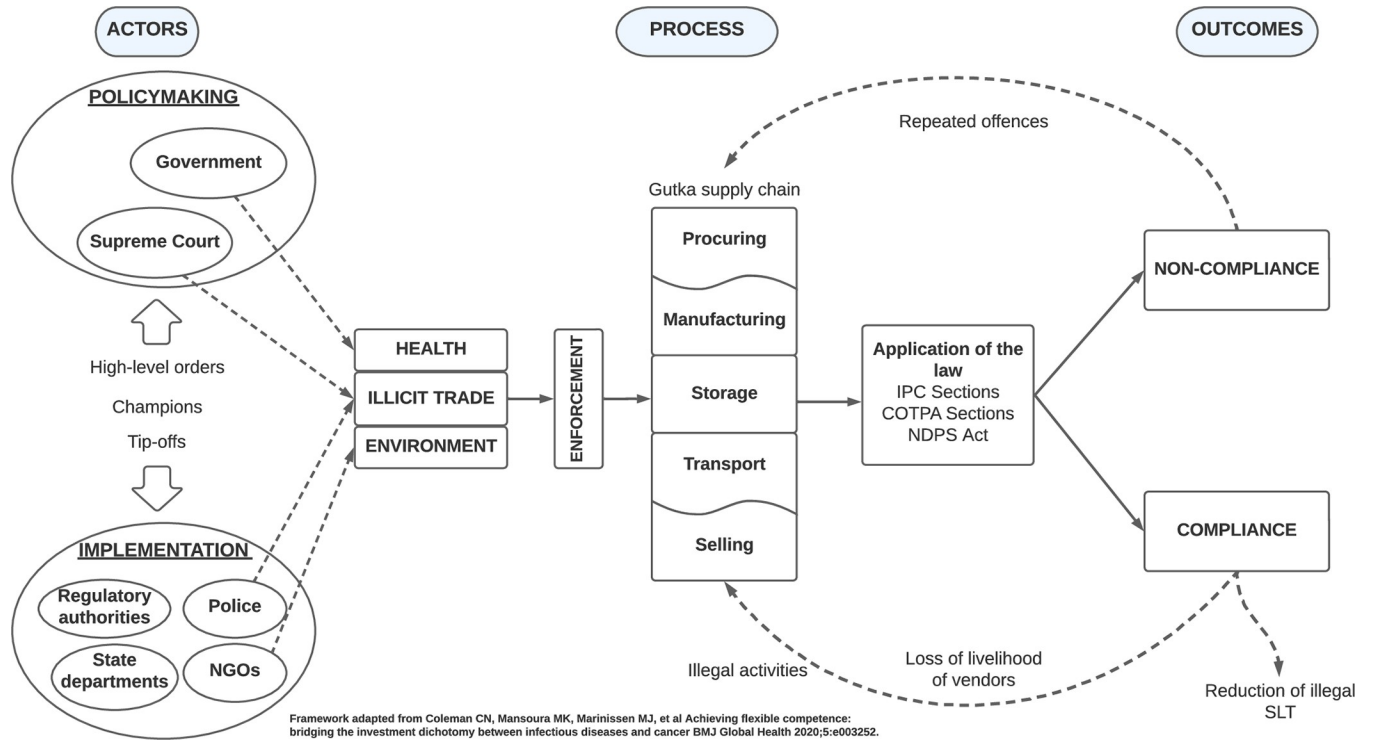 ACTORS
PROCESS
OUTCOMES
POLICYMAKING
Government
Supreme Court
High-level orders
Champions
Tip-offs
IMPLEMENTATION
Regulatory
authorities
Police
State
departments
NGOs
HEALTH
ILLICIT TRADE
ENVIRONMENT
ENFORCEMENT
Gutka supply chain
Procuring
Manufacturing
Storage
Transport
Selling
Application of the
law
IPC Sections
COTPA Sections
NDPS Act
Repeated offences
NON-COMPLIANCE
COMPLIANCE
Illegal activities
Loss of livelihood
of vendors
Reduction of illegal
SLT
Framework adapted from Coleman CN, Mansoura MK, Marinissen MJ, et al Achieving flexible competence:
bridging the investment dichotomy between infectious diseases and cancer BMJ Global Health 2020;5:e003252.